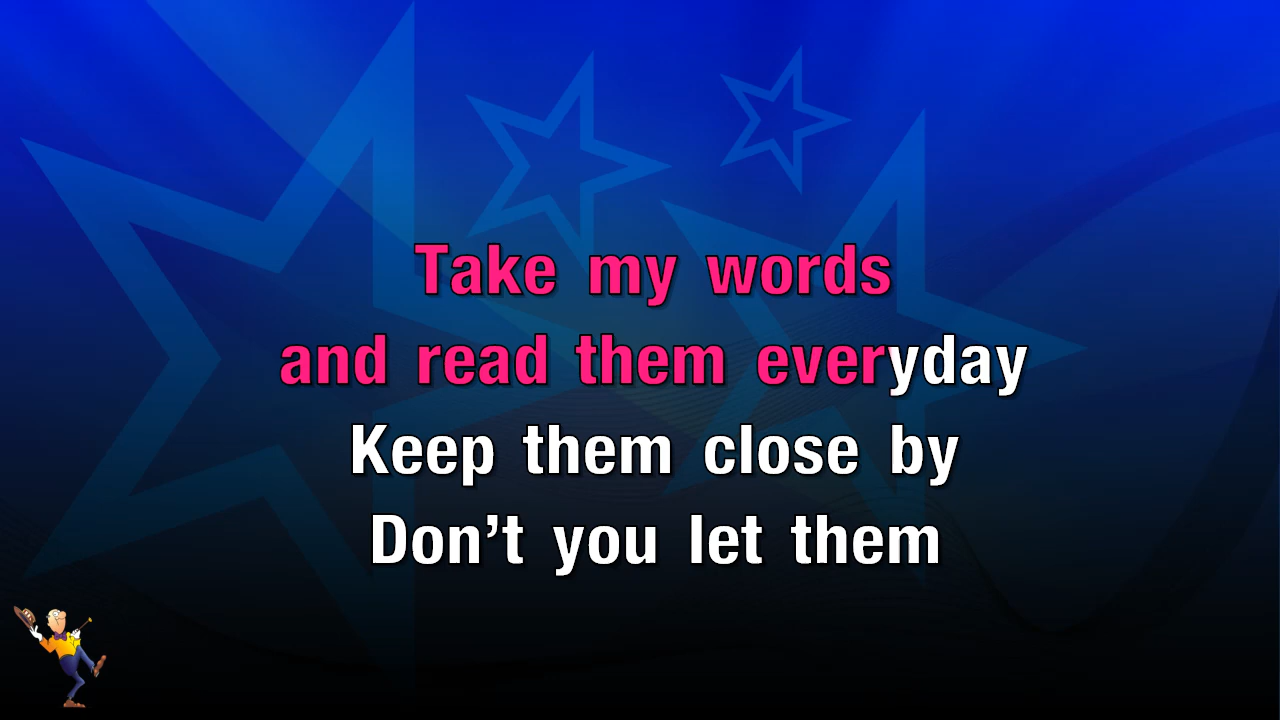 Take my words
and read them everyday
Keep them close by
Don’t you let them